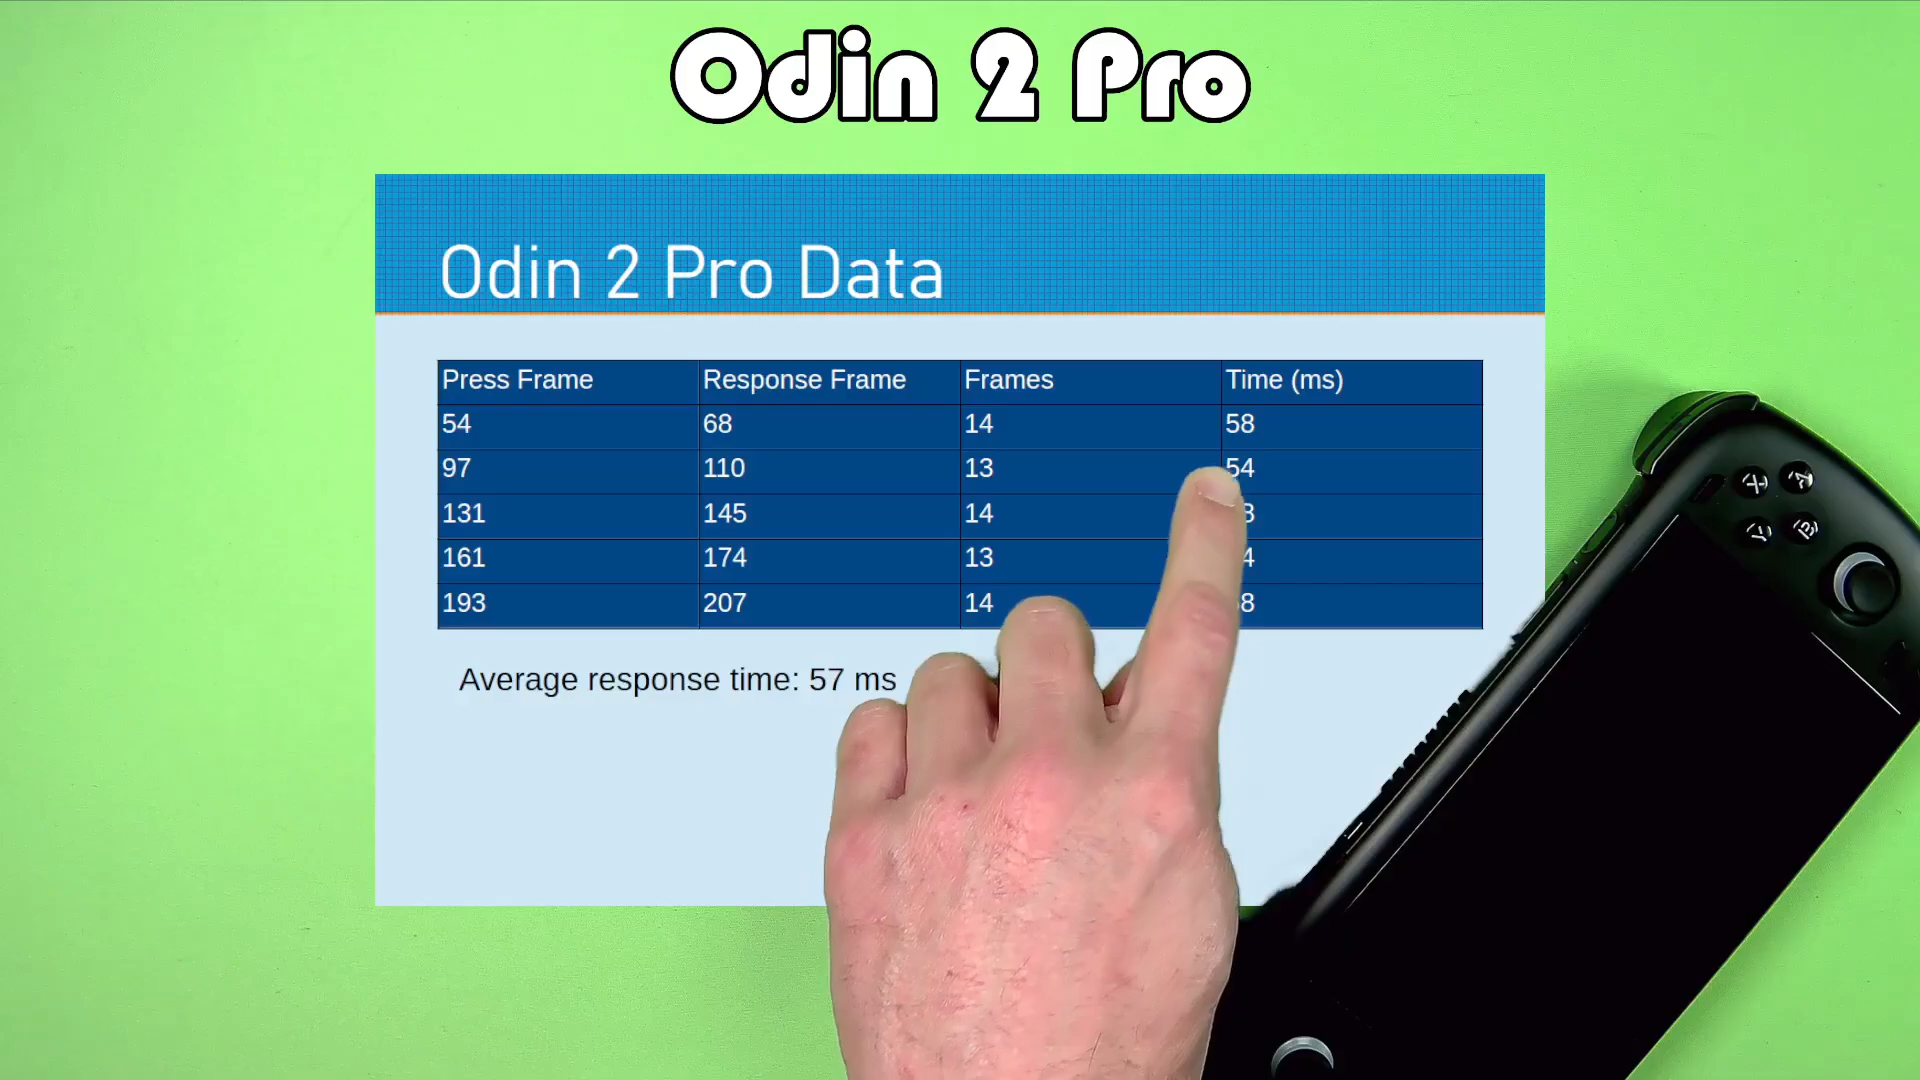 Odin 2 Pro
Odin 2 Pro Data
Press Frame Response Frame Frames Time (ms)
54 68 14 58
97 110 13 54
131 145 14
161 174 13
193 207 14
Average response time: 57 ms
X A
Y B